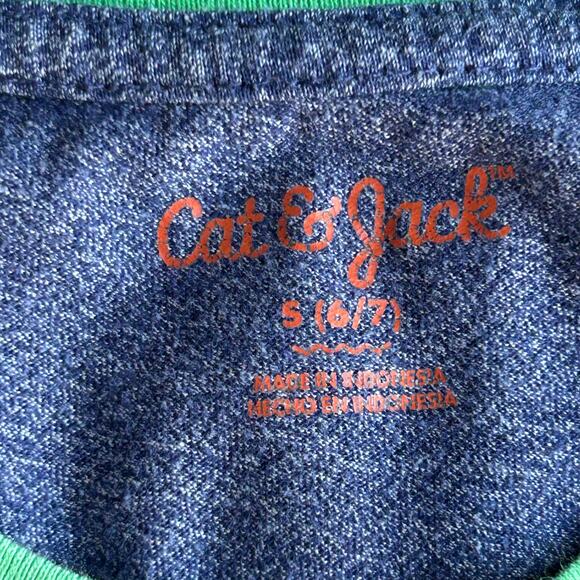 Cat & Jack™
S (6/7)
MADE IN INDONESIA
HECHO EN INDONESIA